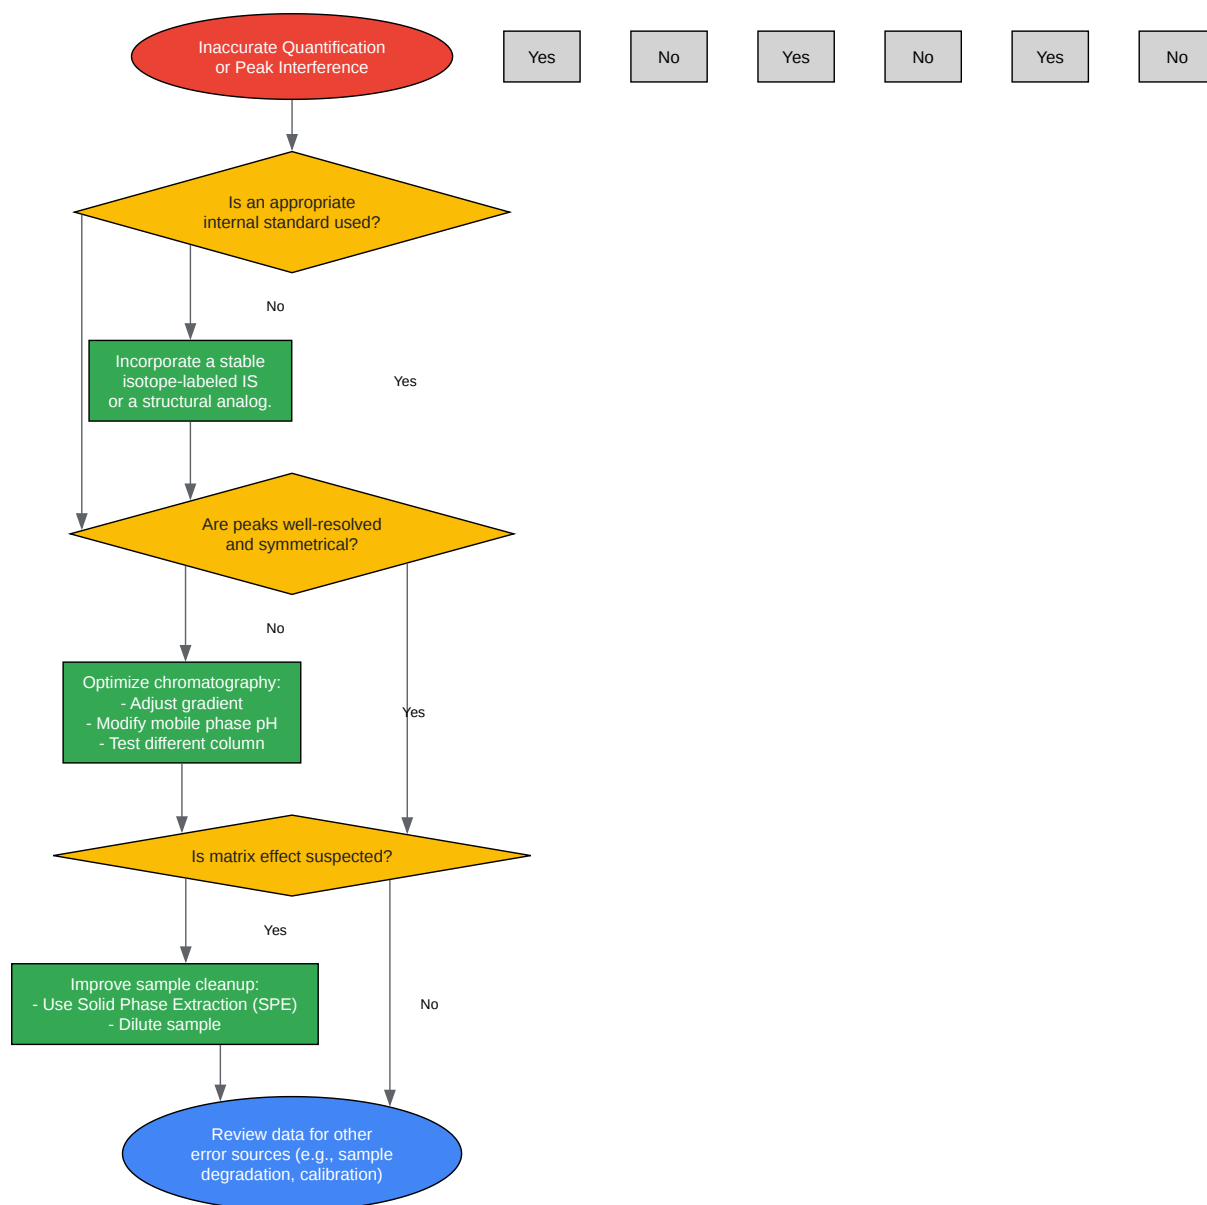 Inaccurate Quantification
or Peak Interference
Yes
No
Yes
No
Yes
No
Is an appropriate
internal standard used?
No
Incorporate a stable
isotope-labeled IS
or a structural analog.
Yes
Are peaks well-resolved
and symmetrical?
No
Optimize chromatography:
- Adjust gradient
- Modify mobile phase pH
- Test different column
Yes
Is matrix effect suspected?
Yes
Improve sample cleanup:
- Use Solid Phase Extraction (SPE)
- Dilute sample
No
Review data for other
error sources (e.g., sample
degradation, calibration)